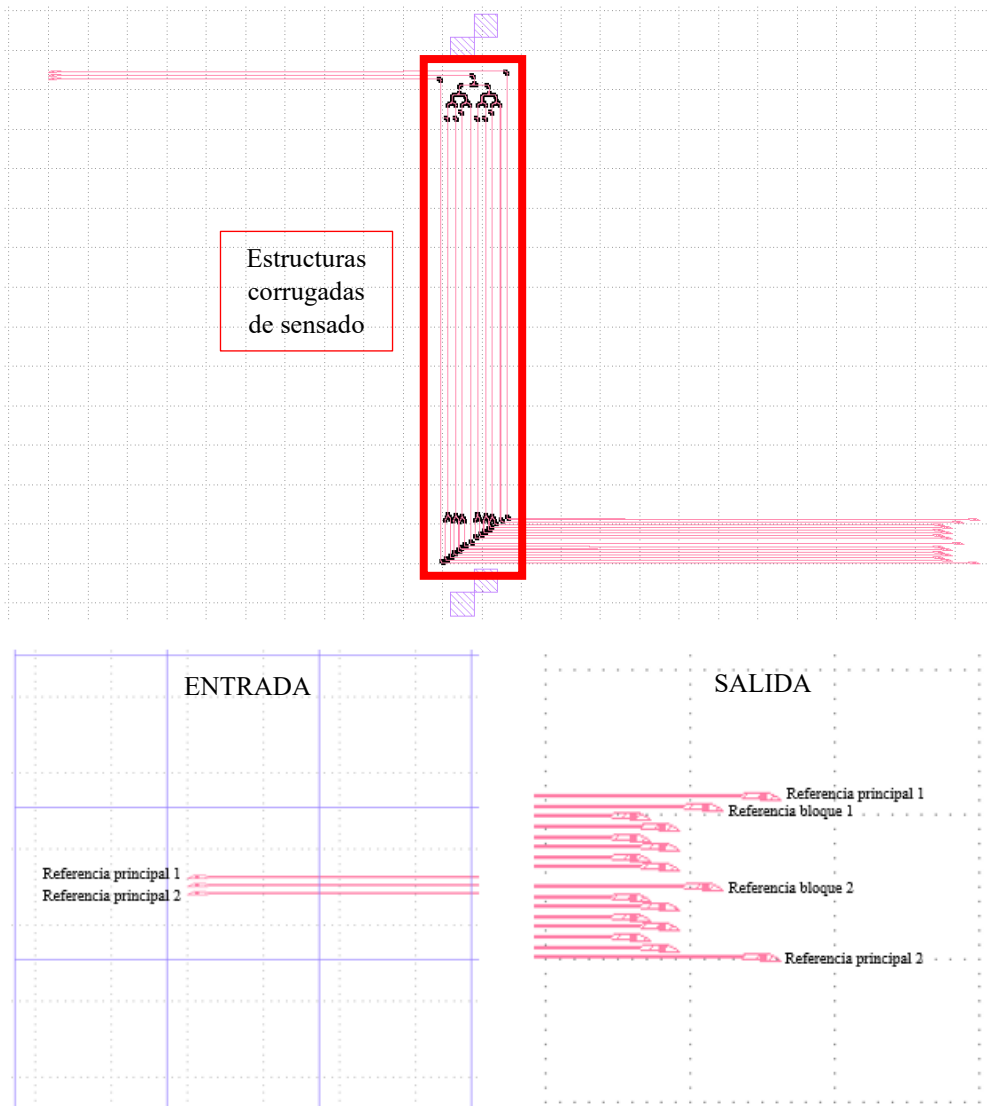 Estructuras
corrugadas
de sensado
ENTRADA
Referencia principal 1
Referencia principal 2
SALIDA
Referencia principal 1
Referencia bloque 1
Referencia bloque 2
Referencia principal 2